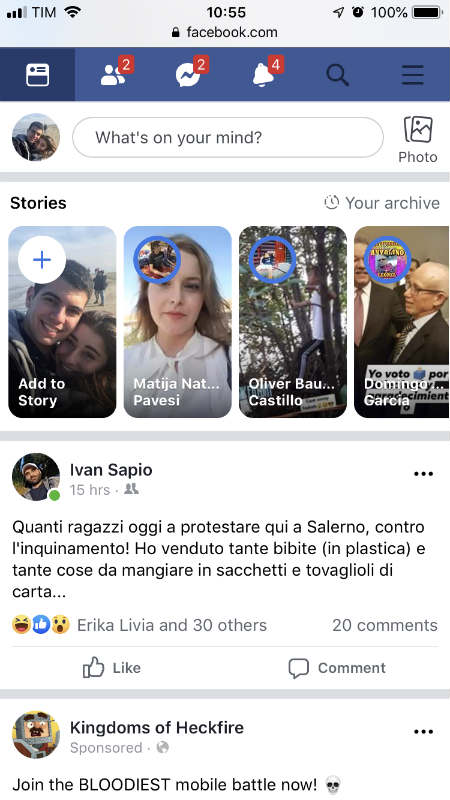 TIM 10:55 100%
facebook.com
2 2 4
What's on your mind?
Photo
Stories Your archive
Add to
Story
Matija Nat...
Pavesi
Oliver Bau...
Castillo
Yo voto por
Domingo ...
García
Ivan Sapio
15 hrs ·
Quanti ragazzi oggi a protestare qui a Salerno, contro
l'inquinamento! Ho venduto tante bibite (in plastica) e
tante cose da mangiare in sacchetti e tovaglioli di
carta...
Erika Livia and 30 others 20 comments
Like Comment
Kingdoms of Heckfire
Sponsored ·
Join the BLOODIEST mobile battle now! 💀